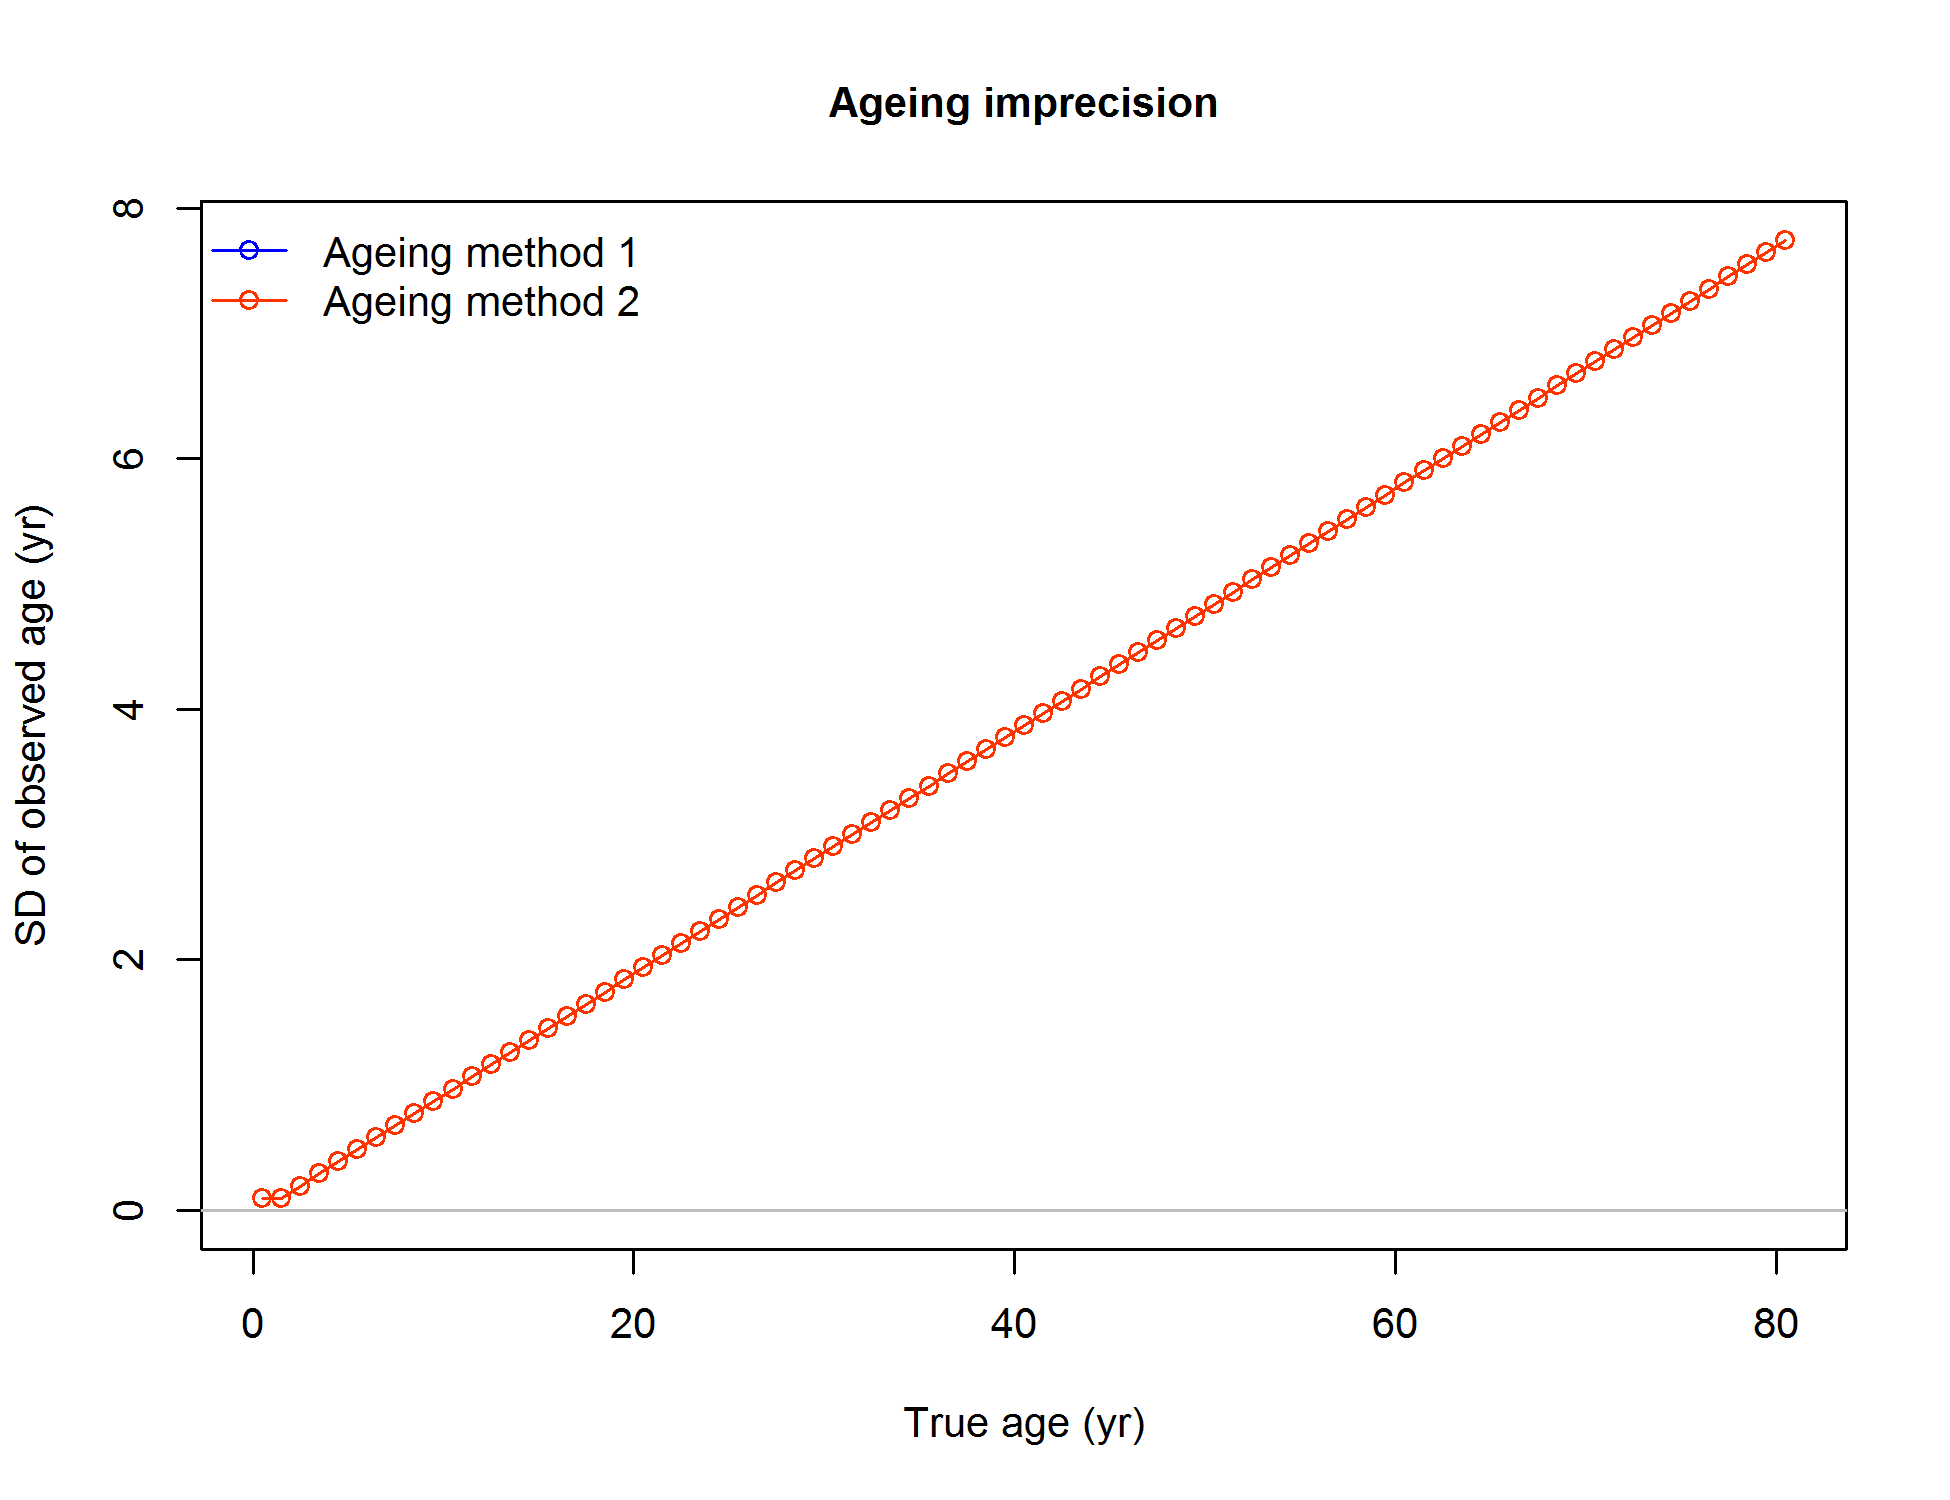 Ageing imprecision
8
6
4
2
0
SD of observed age (yr)
Ageing method 1
Ageing method 2
0 20 40 60 80
True age (yr)